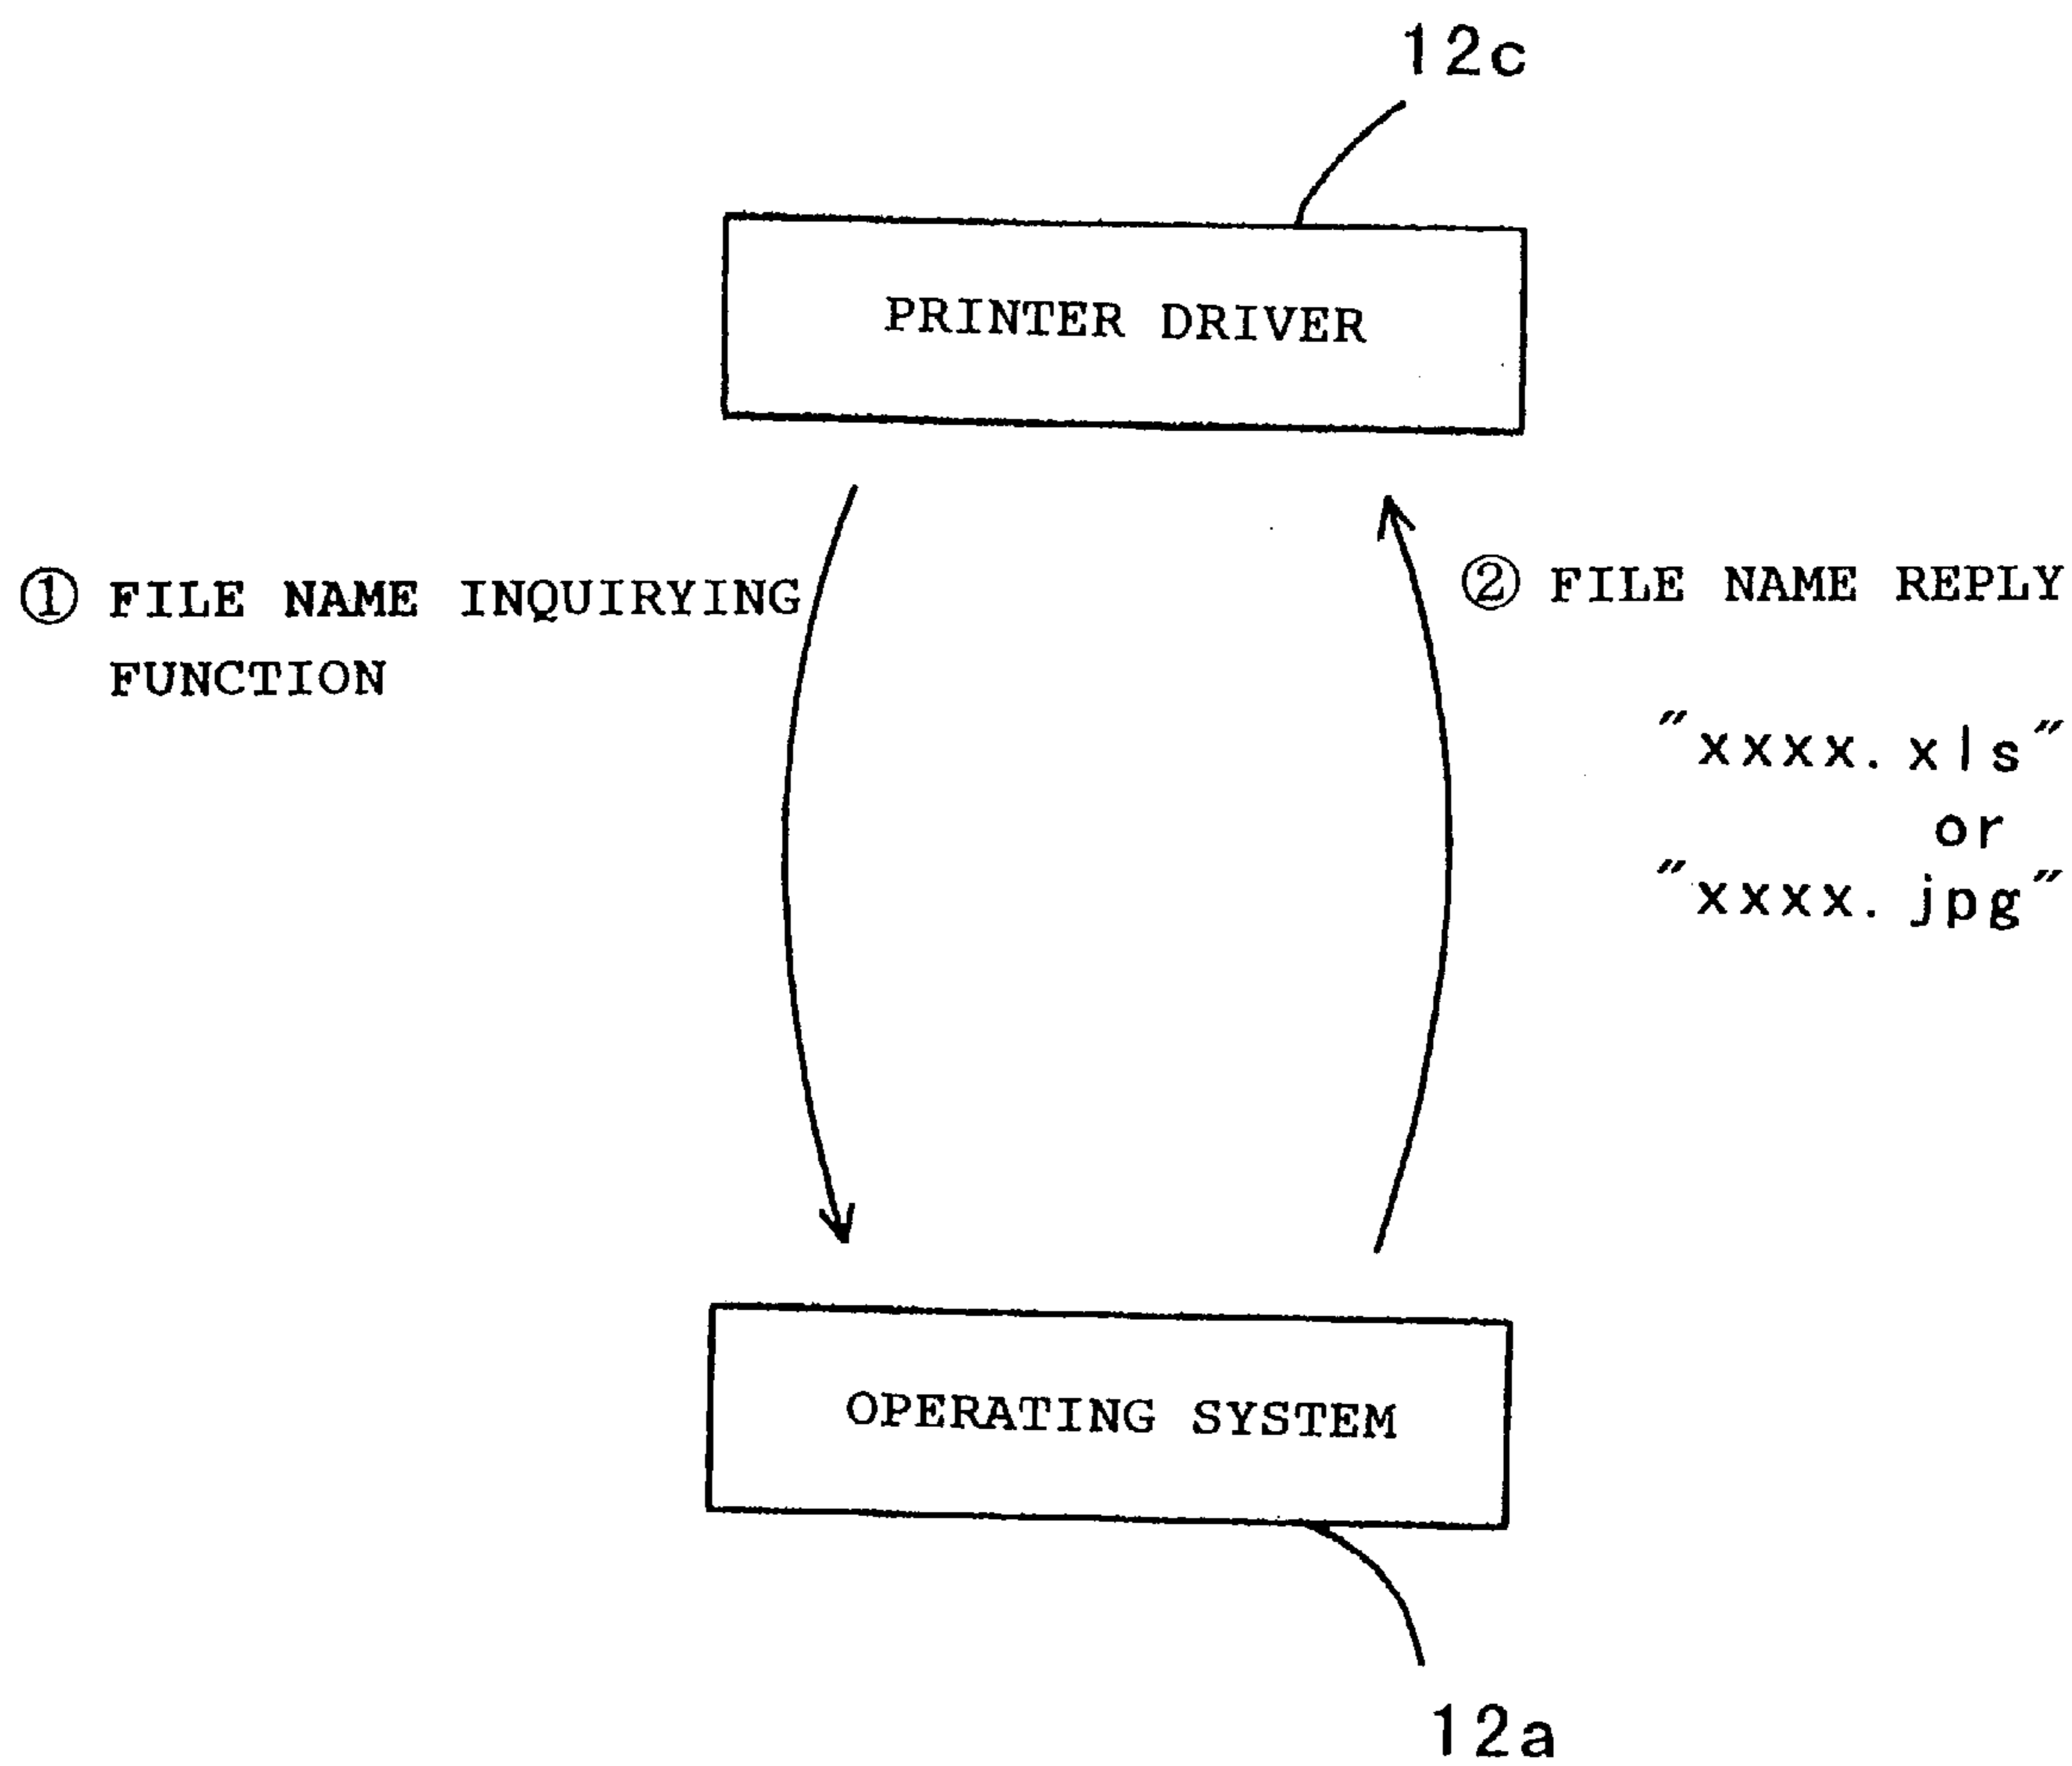 12c
PRINTER DRIVER
① FILE NAME INQUIRYING
FUNCTION
② FILE NAME REPLY
"xxxx.xls"
or
"xxxx.jpg"
OPERATING SYSTEM
12a